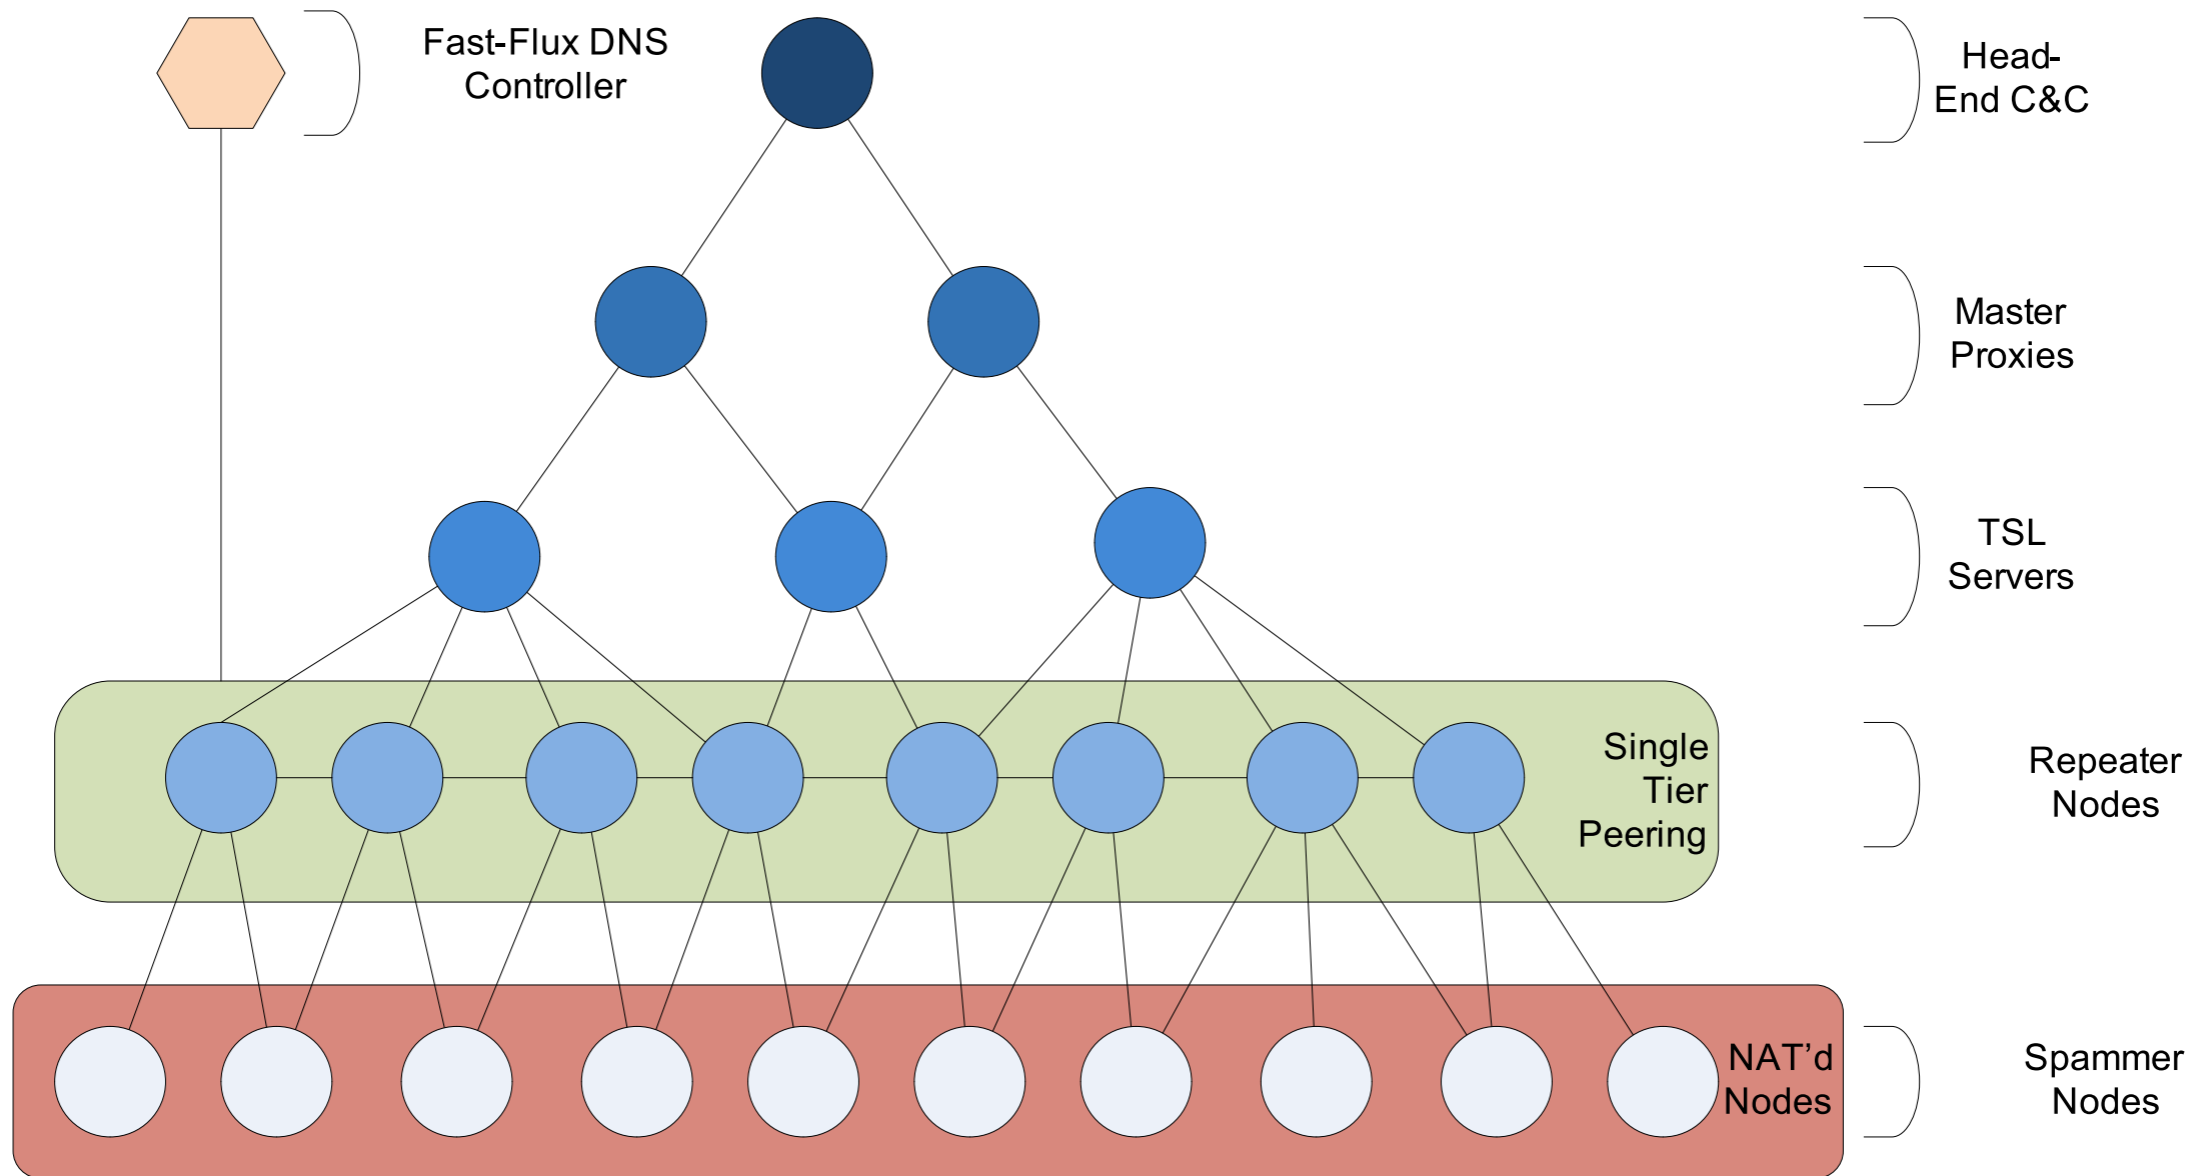 Fast-Flux DNS
Controller
Head-
End C&C
Master
Proxies
TSL
Servers
Single
Tier
Peering
Repeater
Nodes
NAT’d
Nodes
Spammer
Nodes